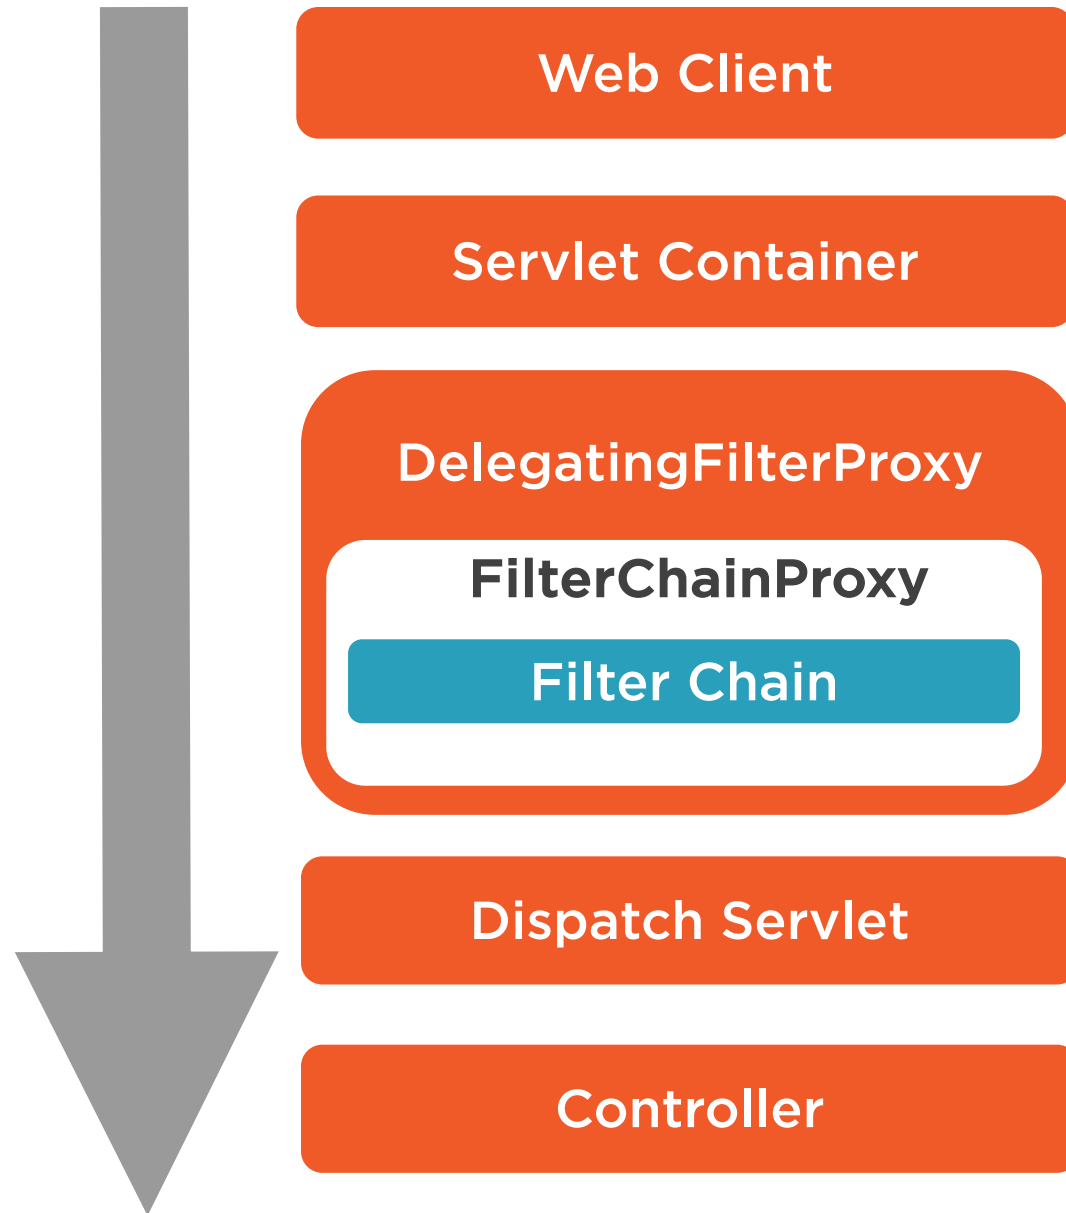 Web Client
Servlet Container
DelegatingFilterProxy
FilterChainProxy
Filter Chain
Dispatch Servlet
Controller